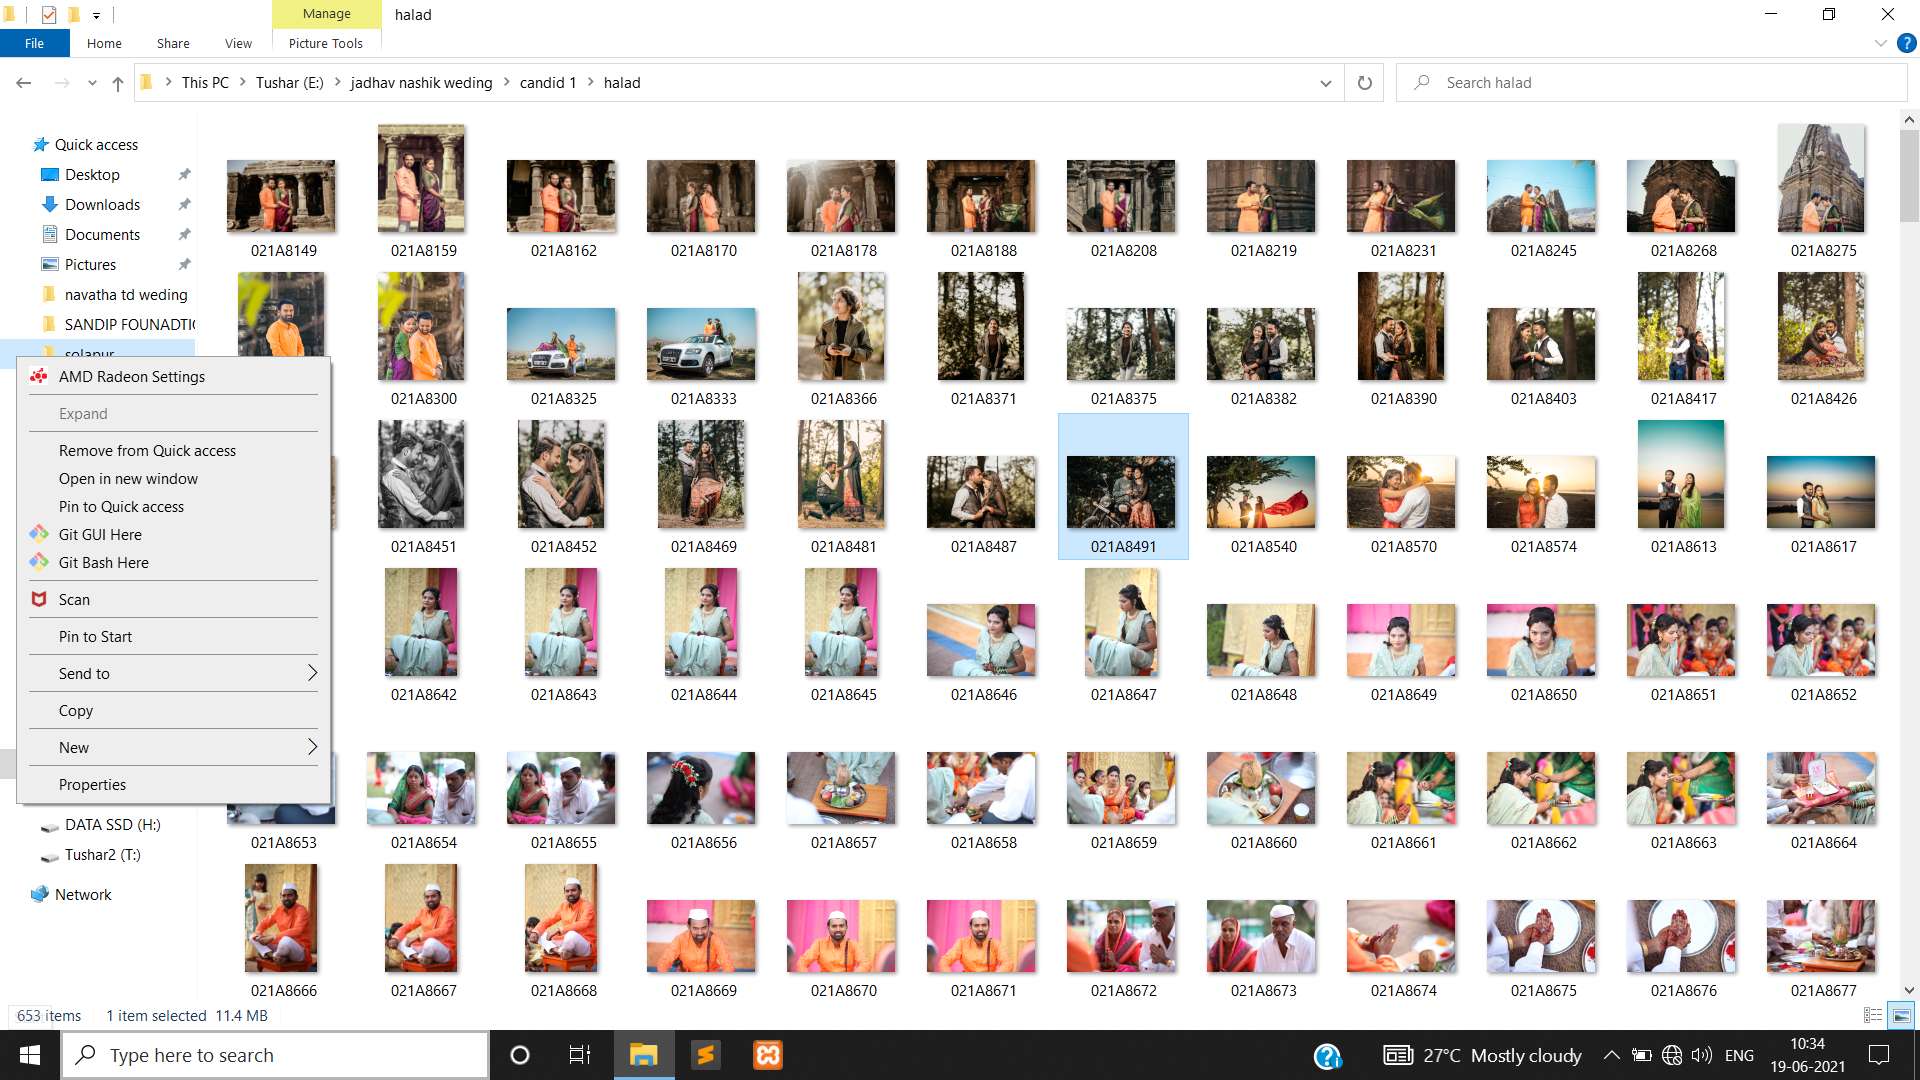 Manage
halad
File
Home
Share
View
Picture Tools
This PC
Tushar (E:)
jadhav nashik weding
candid 1
halad
Search halad
Quick access
Desktop
Downloads
Documents
Pictures
navatha td weding
SANDIP FOUNADTI
solapur
AMD Radeon Settings
Expand
Remove from Quick access
Open in new window
Pin to Quick access
Git GUI Here
Git Bash Here
Scan
Pin to Start
Send to
Copy
New
Properties
DATA SSD (H:)
Tushar2 (T:)
Network
021A8149 021A8159 021A8162 021A8170 021A8178 021A8188 021A8208 021A8219 021A8231 021A8245 021A8268 021A8275
021A8300 021A8325 021A8333 021A8366 021A8371 021A8375 021A8382 021A8390 021A8403 021A8417 021A8426
021A8451 021A8452 021A8469 021A8481 021A8487 021A8491 021A8540 021A8570 021A8574 021A8613 021A8617
021A8642 021A8643 021A8644 021A8645 021A8646 021A8647 021A8648 021A8649 021A8650 021A8651 021A8652
021A8653 021A8654 021A8655 021A8656 021A8657 021A8658 021A8659 021A8660 021A8661 021A8662 021A8663 021A8664
021A8666 021A8667 021A8668 021A8669 021A8670 021A8671 021A8672 021A8673 021A8674 021A8675 021A8676 021A8677
653 items 1 item selected 11.4 MB
Type here to search
27°C Mostly cloudy
ENG
10:34
19-06-2021